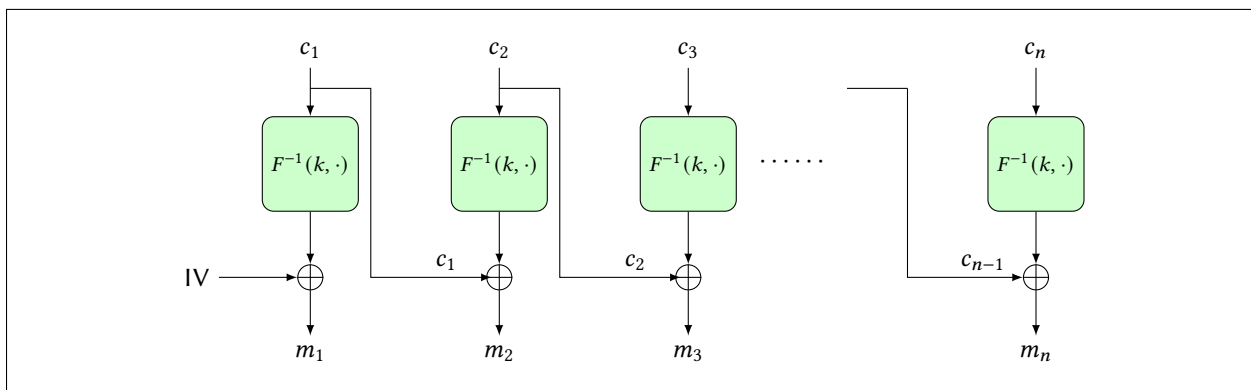 c₁ c₂ c₃ cₙ
F⁻¹(k, ·) F⁻¹(k, ·) F⁻¹(k, ·) ...... F⁻¹(k, ·)
IV c₁ c₂ cₙ₋₁
m₁ m₂ m₃ mₙ